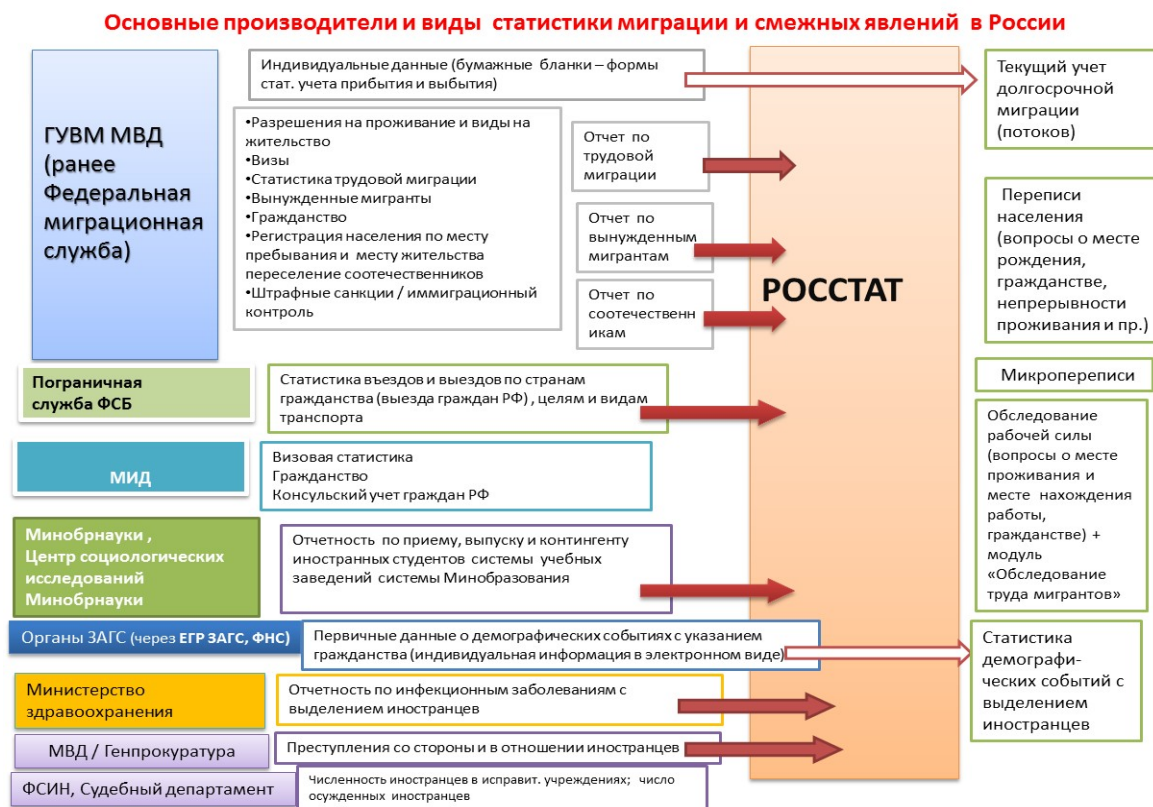 Основные производители и виды статистики миграции и смежных явлений в России
ГУВМ МВД
(ранее
Федеральная
миграционная
служба)
Индивидуальные данные (бумажные бланки – формы
стат. учета прибытия и выбытия)
•Разрешения на проживание и виды на
жительство
•Визы
•Статистика трудовой миграции
•Вынужденные мигранты
•Гражданство
•Регистрация населения по месту
пребывания и месту жительства
переселение соотечественников
•Штрафные санкции / иммиграционный
контроль
Отчет по
трудовой
миграции
Отчет по
вынужденным
мигрантам
Отчет по
соотечественн
икам
РОССТАТ
Текущий учет
долгосрочной
миграции
(потоков)
Переписи
населения
(вопросы о месте
рождения,
гражданстве,
непрерывности
проживания и пр.)
Микропереписи
Обследование
рабочей силы
(вопросы о месте
проживания и
месте нахождения
работы,
гражданстве) +
модуль
«Обследование
труда мигрантов»
Статистика
демографи-
ческих событий с
выделением
иностранцев
Пограничная
служба ФСБ
Статистика въездов и выездов по странам
гражданства (выезда граждан РФ) , целям и видам
транспорта
МИД
Визовая статистика
Гражданство
Консульский учет граждан РФ
Минобрнауки ,
Центр социологических
исследований
Минобрнауки
Отчетность по приему, выпуску и контингенту
иностранных студентов системы учебных
заведений системы Минобразования
Органы ЗАГС (через ЕГР ЗАГС, ФНС)
Первичные данные о демографических событиях с указанием
гражданства (индивидуальная информация в электронном виде)
Министерство
здравоохранения
Отчетность по инфекционным заболеваниям с
выделением иностранцев
МВД / Генпрокуратура
Преступления со стороны и в отношении иностранцев
ФСИН, Судебный департамент
Численность иностранцев в исправит. учреждениях; число
осужденных иностранцев